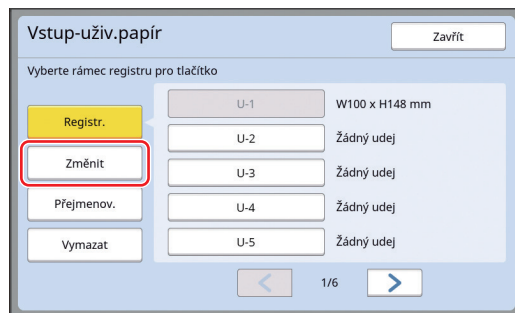 Vstup-uživ.papír
Zavřít
Vyberte rámec registru pro tlačítko
Registr.
Změnit
Přejmenov.
Vymazat
U-1 W100 x H148 mm
U-2 Žádný udej
U-3 Žádný udej
U-4 Žádný udej
U-5 Žádný udej
1/6